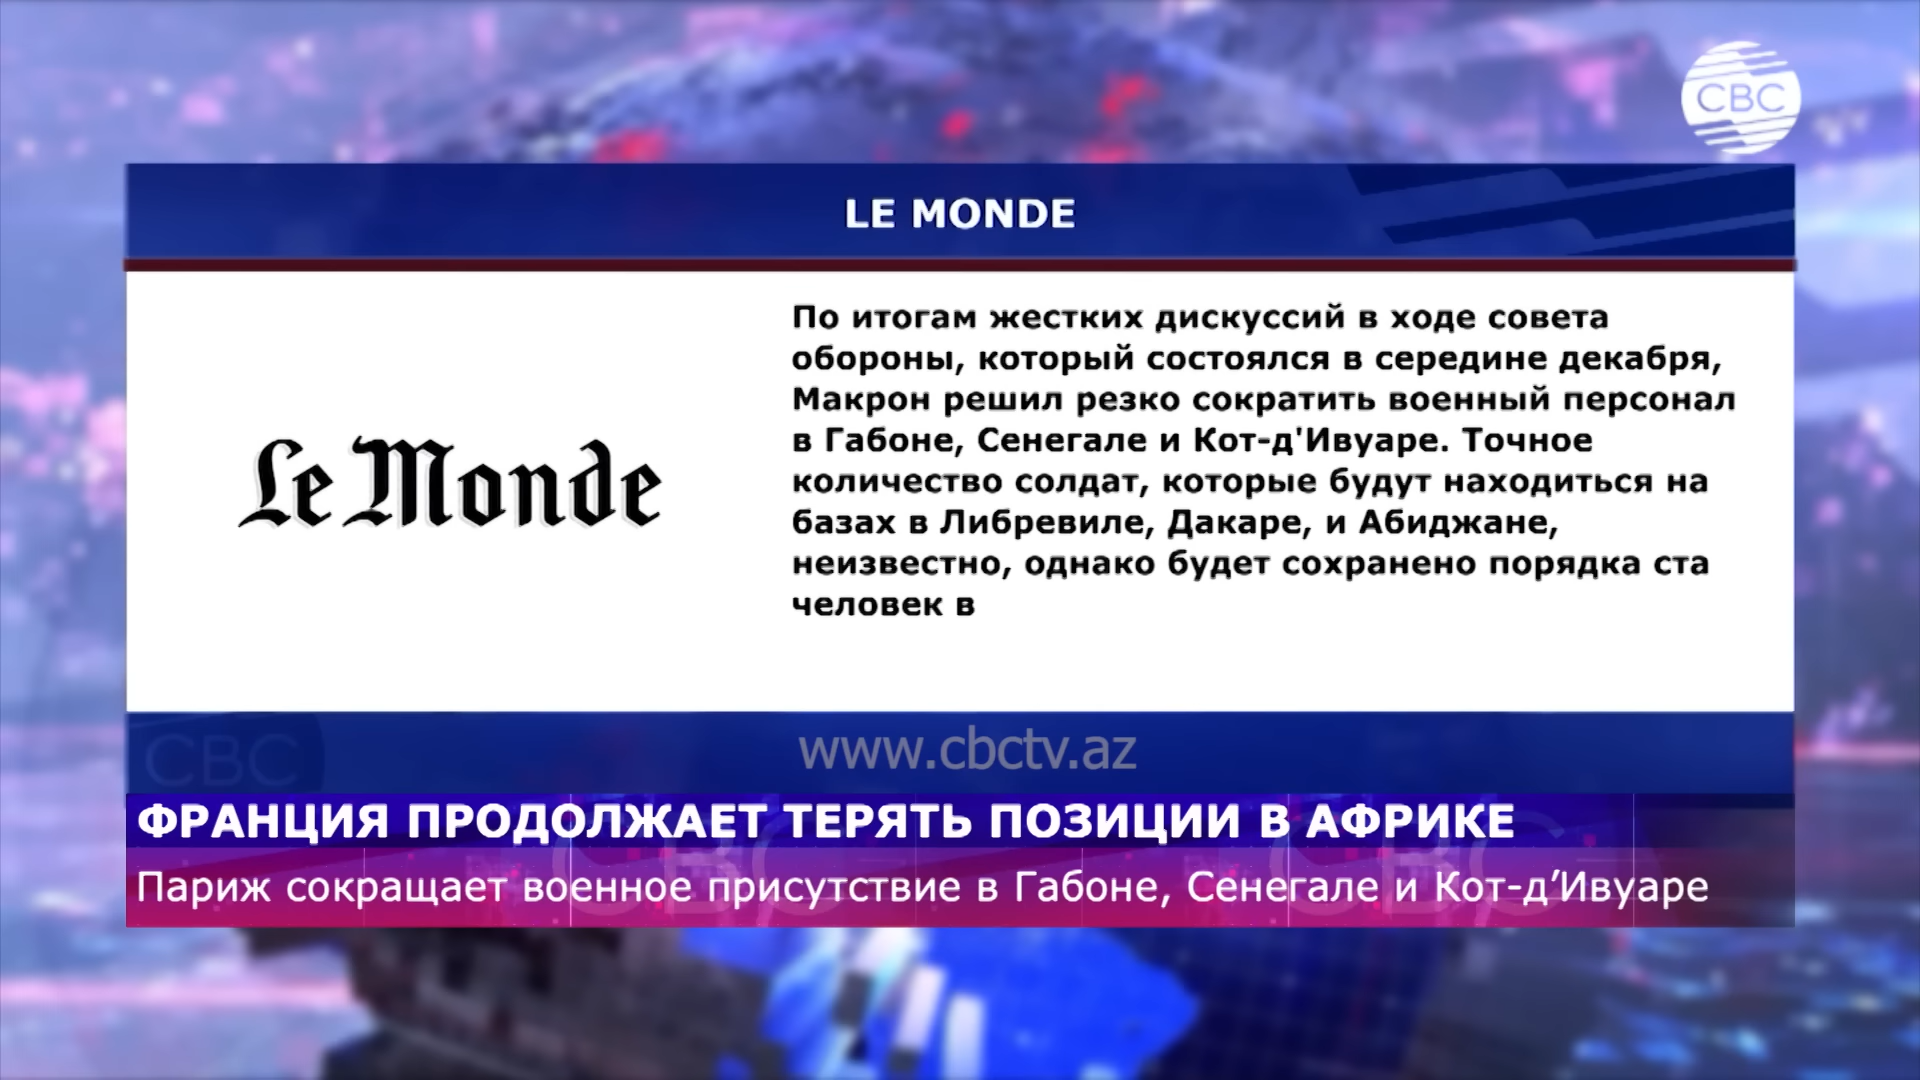 CBC
LE MONDE
Le Monde
По итогам жестких дискуссий в ходе совета
обороны, который состоялся в середине декабря,
Макрон решил резко сократить военный персонал
в Габоне, Сенегале и Кот-д'Ивуаре. Точное
количество солдат, которые будут находиться на
базах в Либревиле, Дакаре, и Абиджане,
неизвестно, однако будет сохранено порядка ста
человек в
CBC
www.cbctv.az
ФРАНЦИЯ ПРОДОЛЖАЕТ ТЕРЯТЬ ПОЗИЦИИ В АФРИКЕ
Париж сокращает военное присутствие в Габоне, Сенегале и Кот-д’Ивуаре